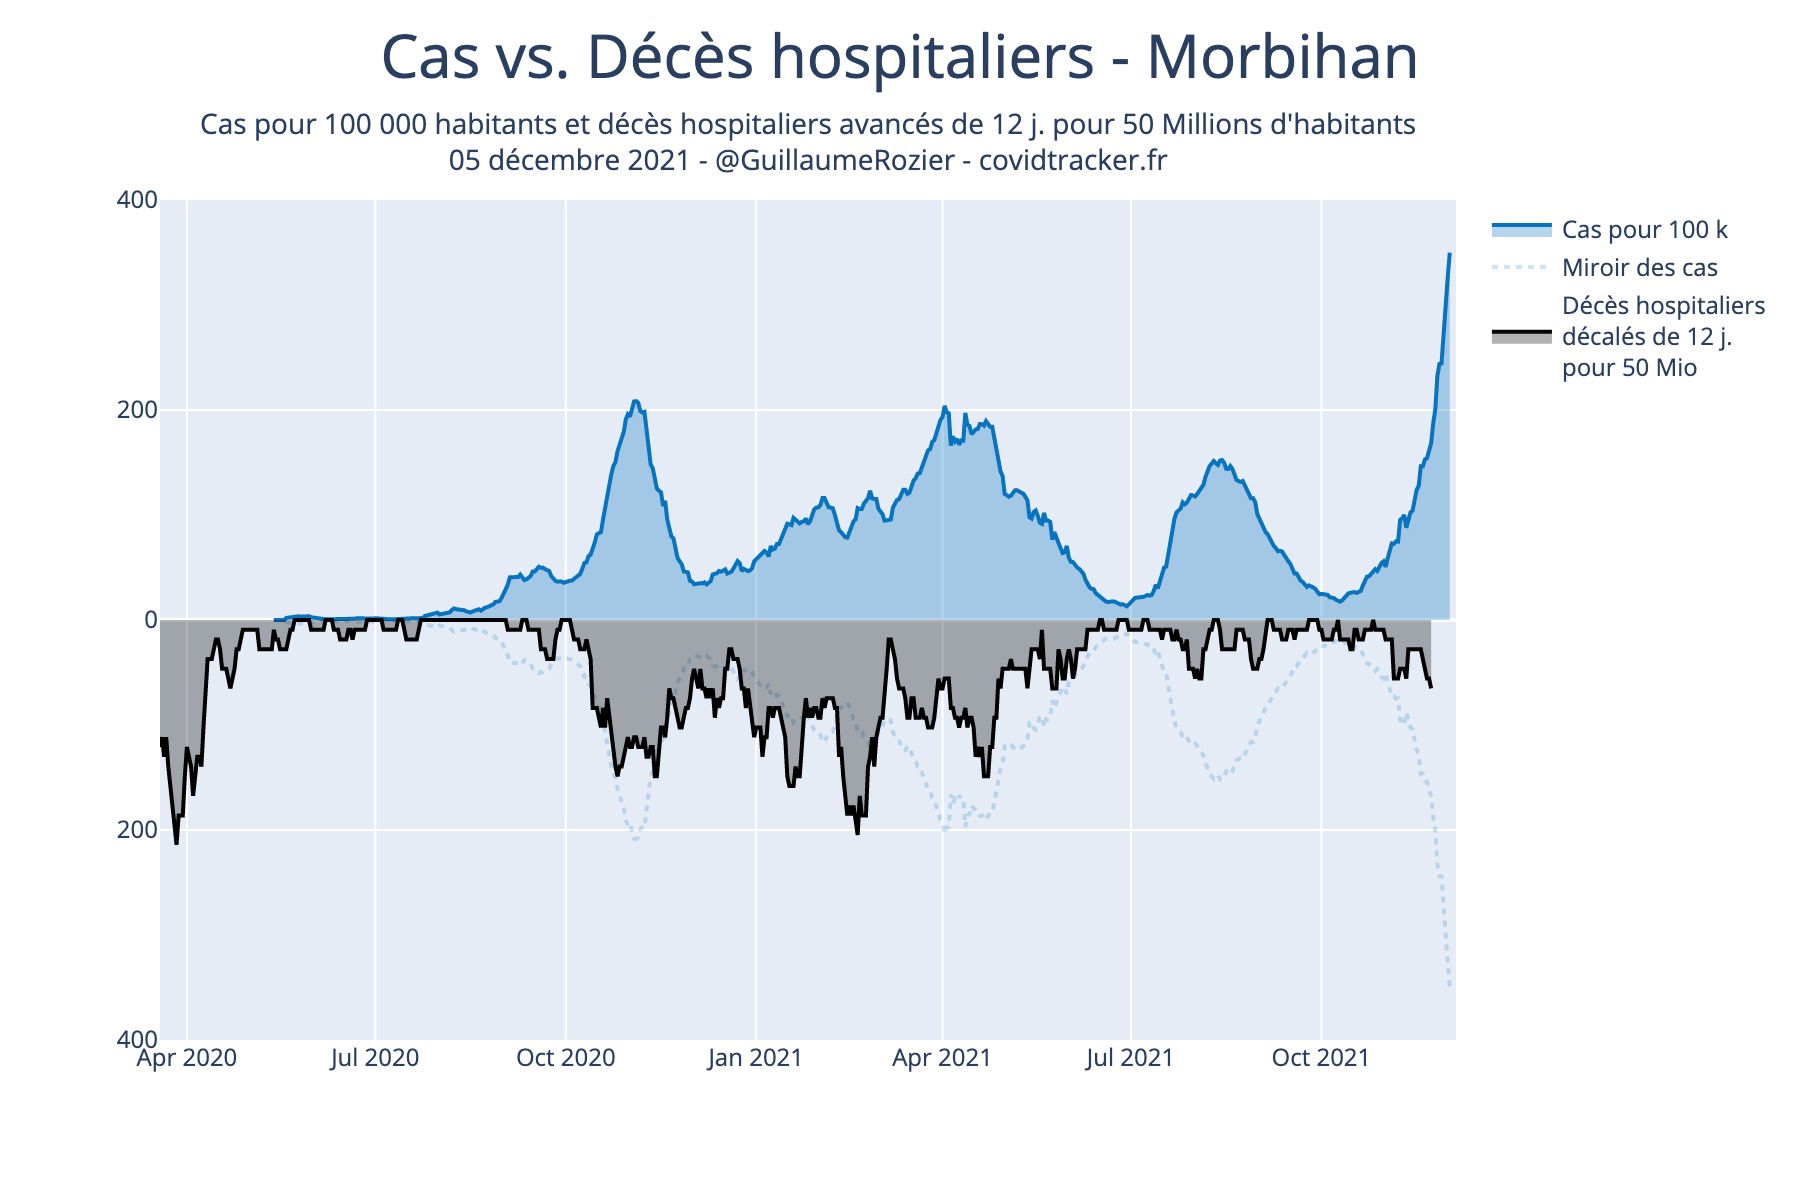 Cas vs. Décès hospitaliers - Morbihan
Cas pour 100 000 habitants et décès hospitaliers avancés de 12 j. pour 50 Millions d'habitants
05 décembre 2021 - @GuillaumeRozier - covidtracker.fr
400
200
0
200
400
Apr 2020
Jul 2020
Oct 2020
Jan 2021
Apr 2021
Jul 2021
Oct 2021
Cas pour 100 k
Miroir des cas
Décès hospitaliers
décalés de 12 j.
pour 50 Mio